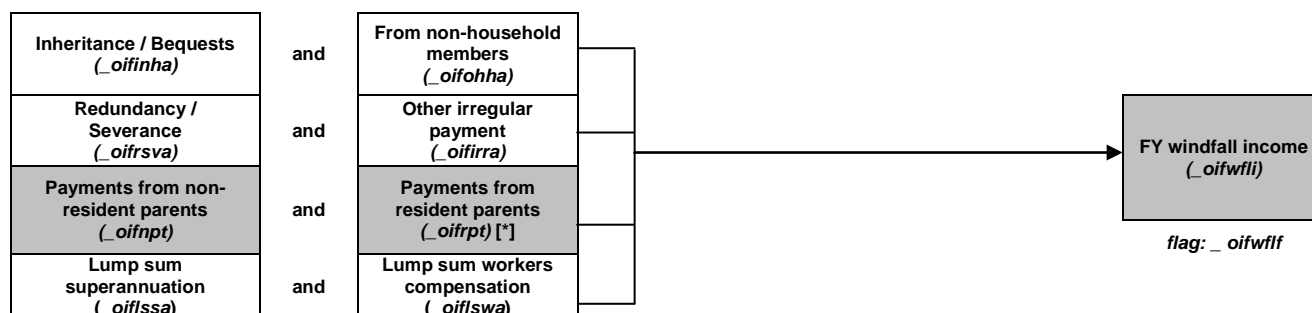 Inheritance / Bequests
(_oifinha)
and
From non-household
members
(_oifohha)
Redundancy /
Severance
(_oifrsva)
and
Other irregular
payment
(_oifirra)
Payments from non-
resident parents
(_oifnpt)
and
Payments from
resident parents
(_oifrpt) [*]
Lump sum
superannuation
(_oiflssa)
and
Lump sum workers
compensation
(_oiflswa)
FY windfall income
(_oifwfli)
flag: _ oifwflf